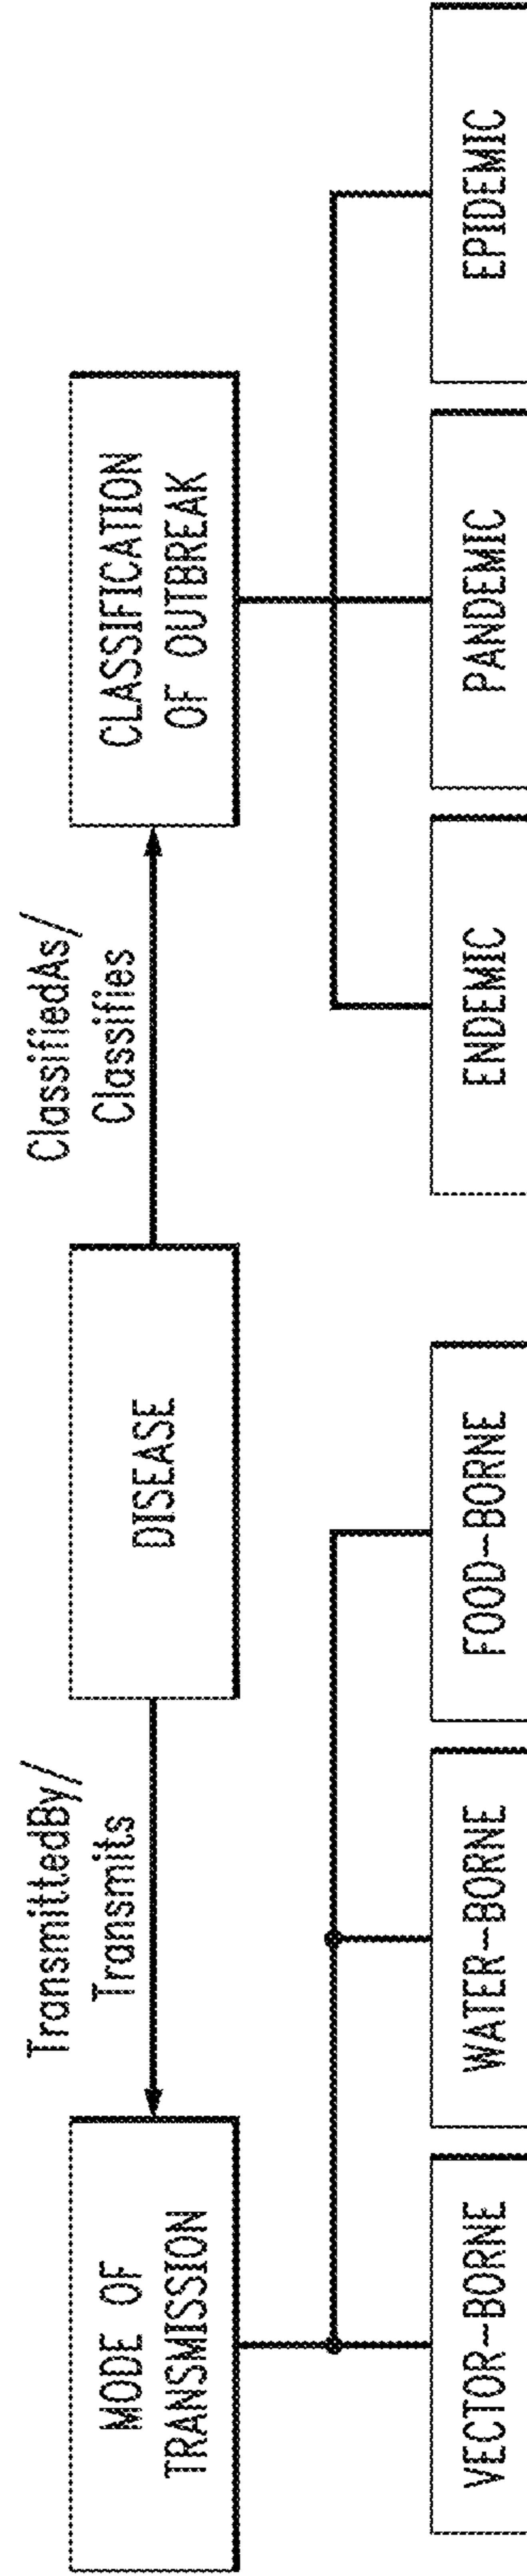 TransmittedBy/
Transmits
ClassifiedAs/
Classifies
MODE OF
TRANSMISSION
DISEASE
CLASSIFICATION
OF OUTBREAK
VECTOR-BORNE
WATER-BORNE
FOOD-BORNE
ENDEMIC
PANDEMIC
EPIDEMIC